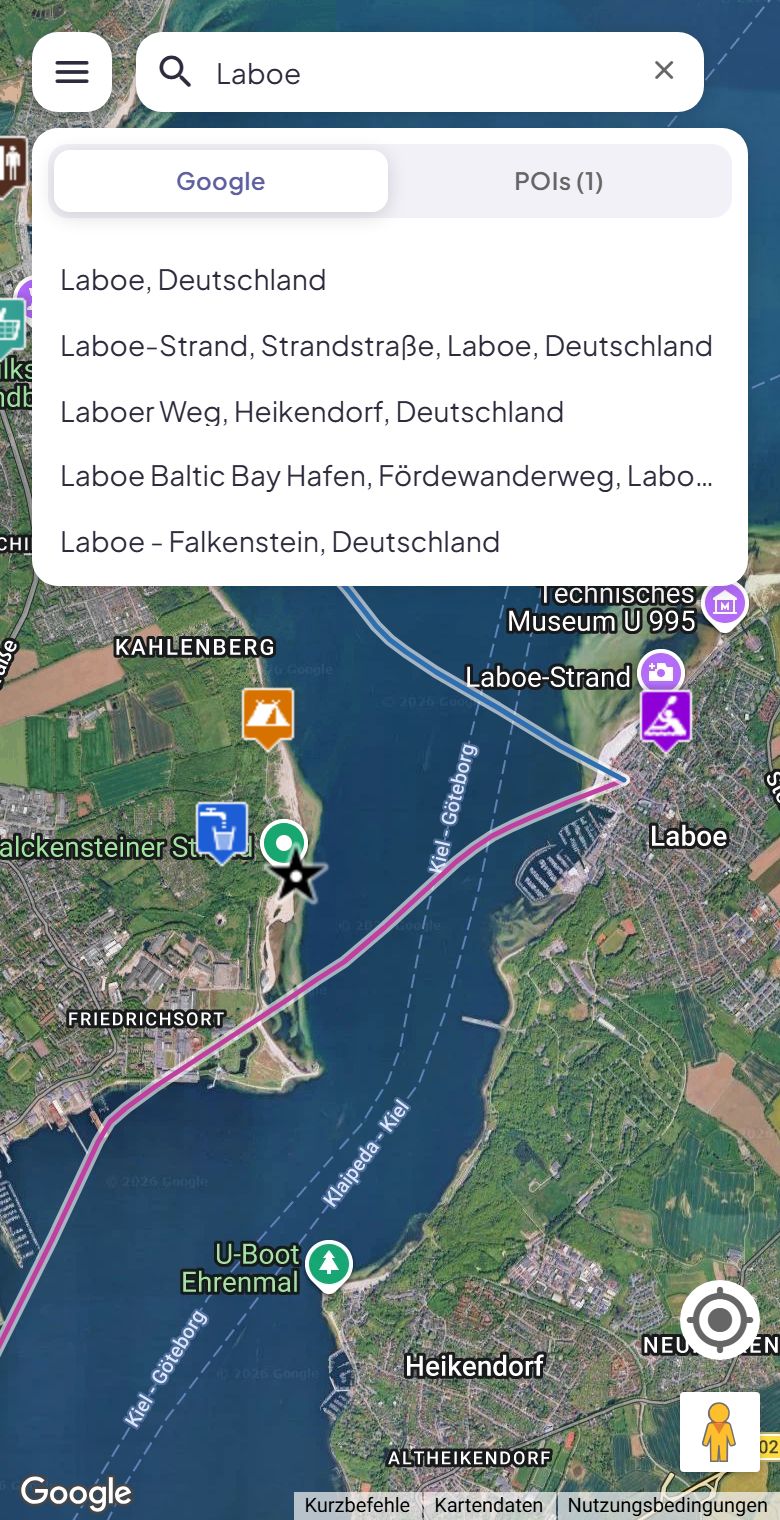 Laboe
Google
POIs (1)
Laboe, Deutschland
Laboe-Strand, Strandstraße, Laboe, Deutschland
Laboer Weg, Heikendorf, Deutschland
Laboe Baltic Bay Hafen, Fördewanderweg, Labo...
Laboe - Falkenstein, Deutschland
Technisches
Museum U 995
KAHLENBERG
Laboe-Strand
Kiel - Göteborg
Laboe
FRIEDRICHSORT
Klaipeda - Kiel
U-Boot
Ehrenmal
Kiel - Göteborg
Heikendorf
ALTHEIKENDORF
02
Google
Kurzbefehle
Kartendaten
Nutzungsbedingungen